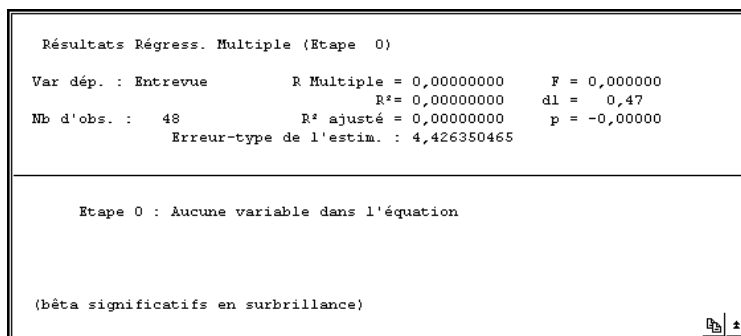 Résultats Régress. Multiple (Etape 0)
Var dép. : Entrevue R Multiple = 0,00000000 F = 0,000000
R²= 0,00000000 dl = 0,47
Nb d'obs. : 48 R² ajusté = 0,00000000 p = -0,00000
Erreur-type de l'estim. : 4,426350465
Etape 0 : Aucune variable dans l'équation
(bêta significatifs en surbrillance)